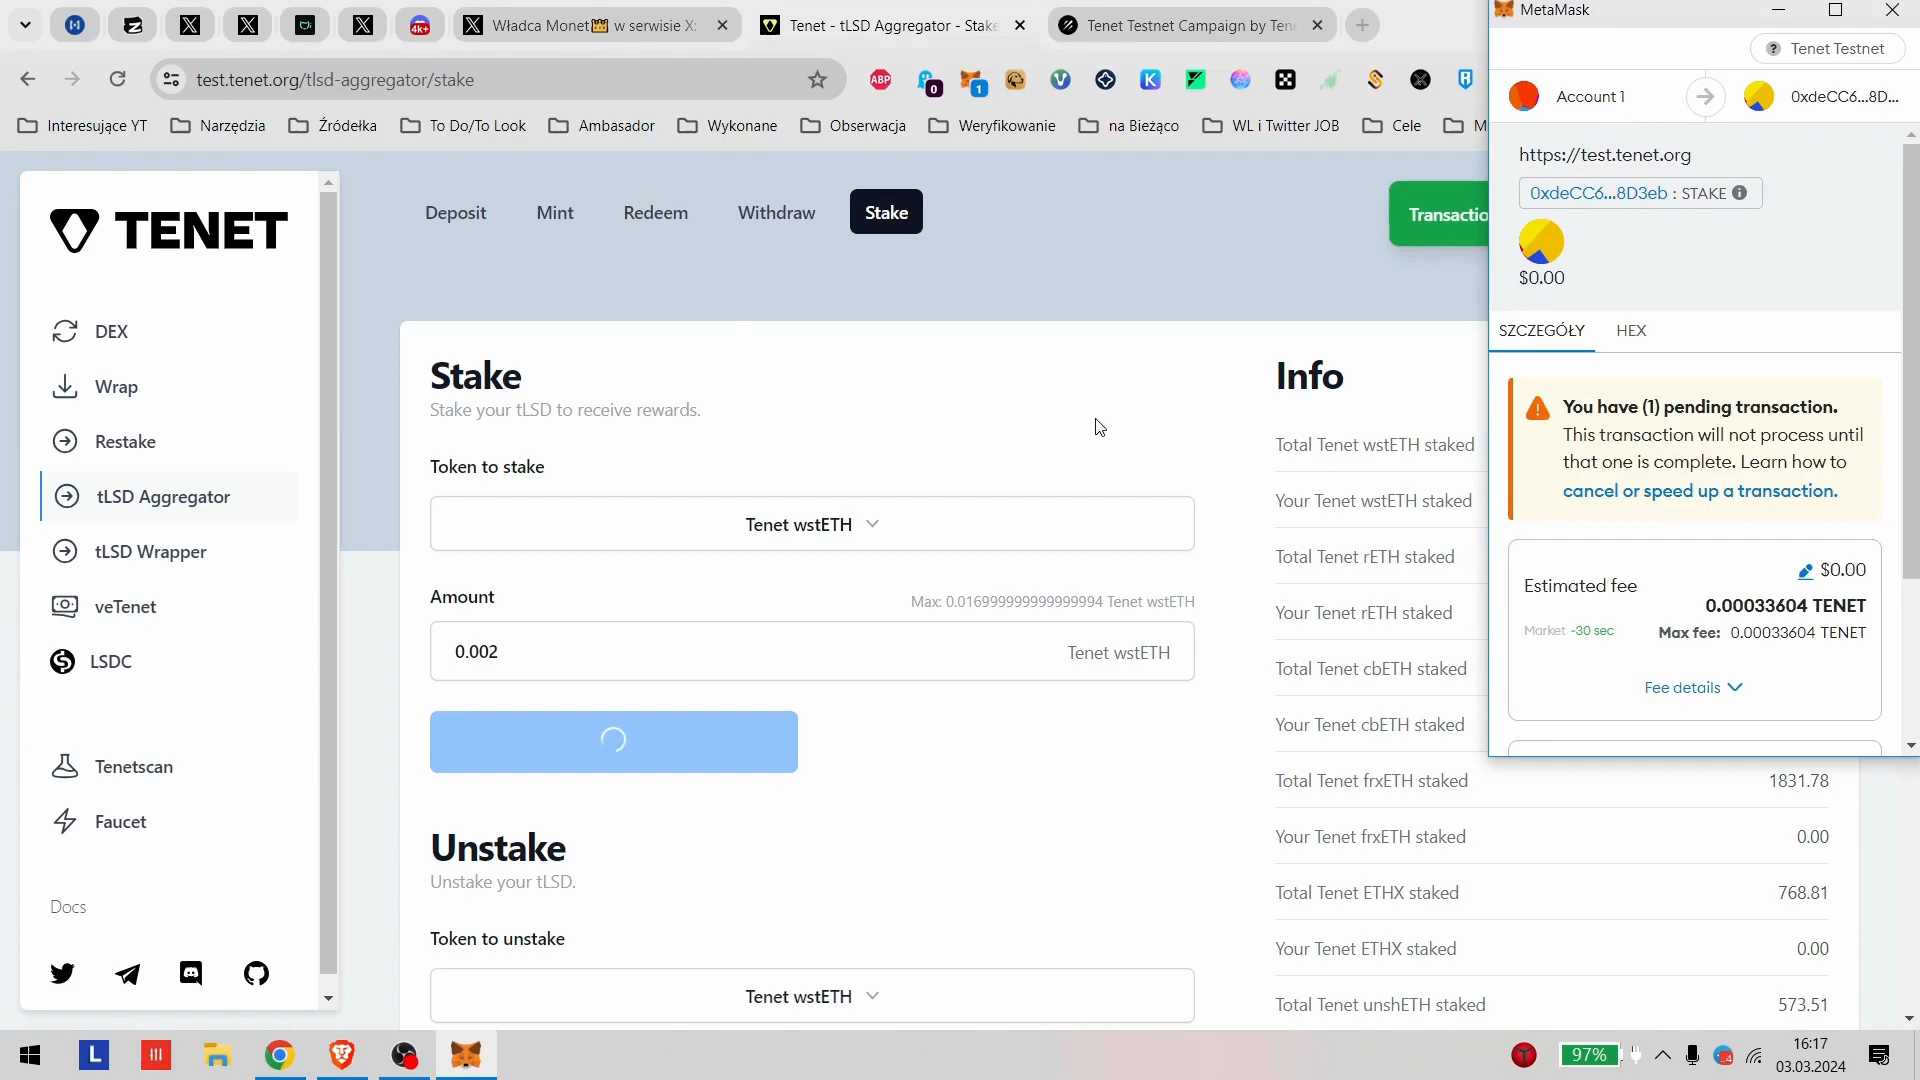 Władca Monet👑 w serwisie X:
Tenet - tLSD Aggregator - Stake
Tenet Testnet Campaign by Ten
test.tenet.org/tlsd-aggregator/stake
4k+
ABP
0
1
Interesujące YT
Narzędzia
Źródełka
To Do/To Look
Ambasador
Wykonane
Obserwacja
Weryfikowanie
na Bieżąco
WL i Twitter JOB
Cele
M
TENET
DEX
Wrap
Restake
tLSD Aggregator
tLSD Wrapper
veTenet
LSDC
Tenetscan
Faucet
Docs
Deposit
Mint
Redeem
Withdraw
Stake
Transactio
Stake
Stake your tLSD to receive rewards.
Token to stake
Tenet wstETH
Amount
Max: 0.016999999999999994 Tenet wstETH
0.002
Tenet wstETH
Unstake
Unstake your tLSD.
Token to unstake
Tenet wstETH
Info
Total Tenet wstETH staked
Your Tenet wstETH staked
Total Tenet rETH staked
Your Tenet rETH staked
Total Tenet cbETH staked
Your Tenet cbETH staked
Total Tenet frxETH staked 1831.78
Your Tenet frxETH staked 0.00
Total Tenet ETHX staked 768.81
Your Tenet ETHX staked 0.00
Total Tenet unshETH staked 573.51
MetaMask
Tenet Testnet
Account 1
0xdeCC6...8D...
https://test.tenet.org
0xdeCC6...8D3eb : STAKE
$0.00
SZCZEGÓŁY
HEX
You have (1) pending transaction.
This transaction will not process until
that one is complete. Learn how to
cancel or speed up a transaction.
Estimated fee
$0.00
0.00033604 TENET
Market ~30 sec
Max fee: 0.00033604 TENET
Fee details
L
97%
4
16:17
03.03.2024